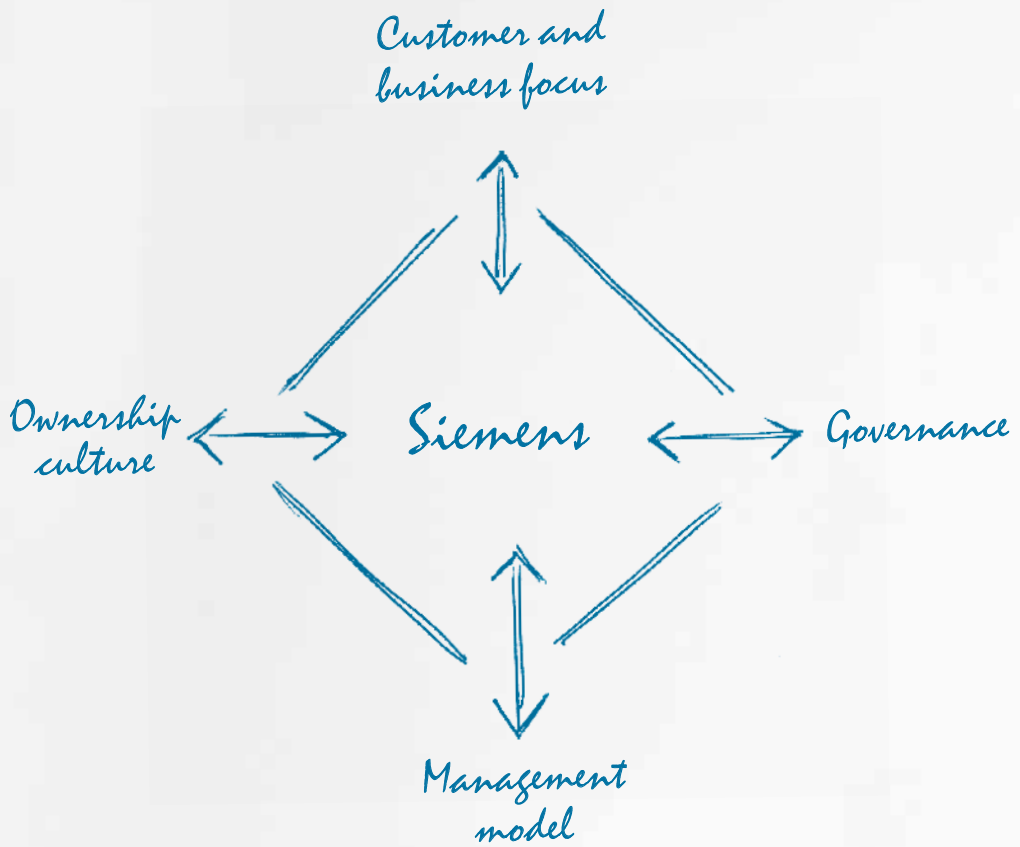 Customer and
business focus
Ownership
culture
Siemens
Governance
Management
model